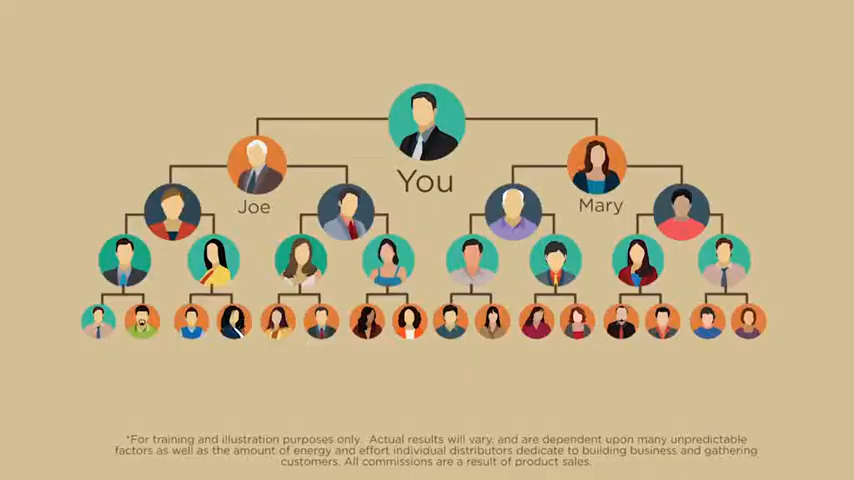 You
Joe
Mary
*For training and illustration purposes only. Actual results will vary, and are dependent upon many unpredictable
factors as well as the amount of energy and effort individual distributors dedicate to building business and gathering
customers. All commissions are a result of product sales.